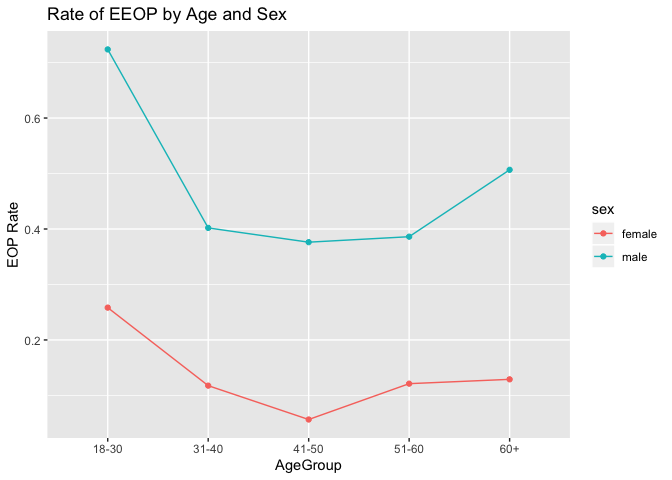 Rate of EEOP by Age and Sex
EOP Rate
0.6
0.4
0.2
18-30 31-40 41-50 51-60 60+
AgeGroup
sex
female
male